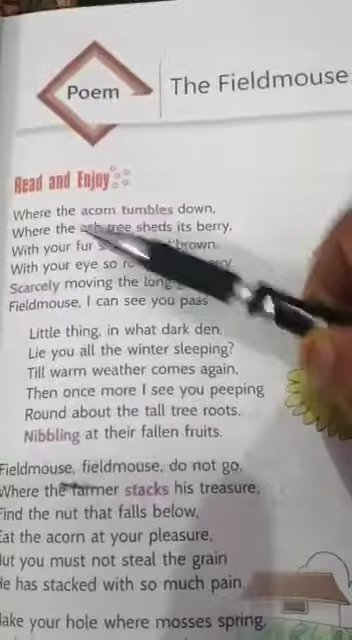 Poem
The Fieldmouse
Read and Enjoy
Where the acorn tumbles down,
Where the ash tree sheds its berry,
With your fur brown,
With your eye so
Scarcely moving the long
Fieldmouse, I can see you pass
Little thing, in what dark den,
Lie you all the winter sleeping?
Till warm weather comes again,
Then once more I see you peeping
Round about the tall tree roots,
Nibbling at their fallen fruits.
Fieldmouse, fieldmouse, do not go,
Where the farmer stacks his treasure,
Find the nut that falls below,
Eat the acorn at your pleasure,
But you must not steal the grain
He has stacked with so much pain.
Make your hole where mosses spring,